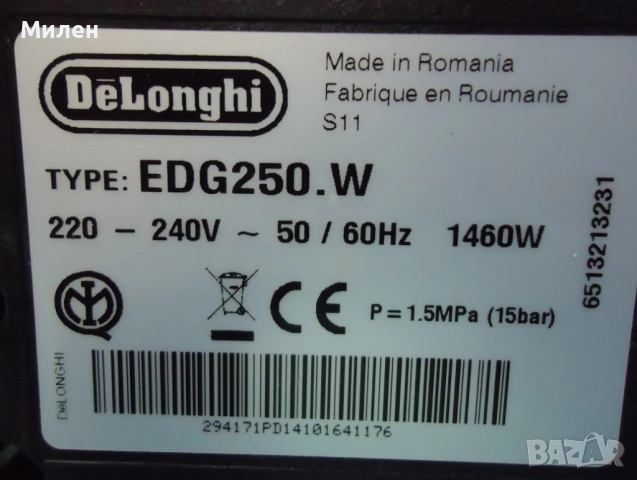 ← Милен
DēLonghi
Made in Romania
Fabrique en Roumanie
S11
TYPE: EDG250.W
220 – 240V ~ 50 / 60Hz 1460W
P = 1.5MPa (15bar)
6513213231
DeLONGHI
294171PD14101641176
BAZAR